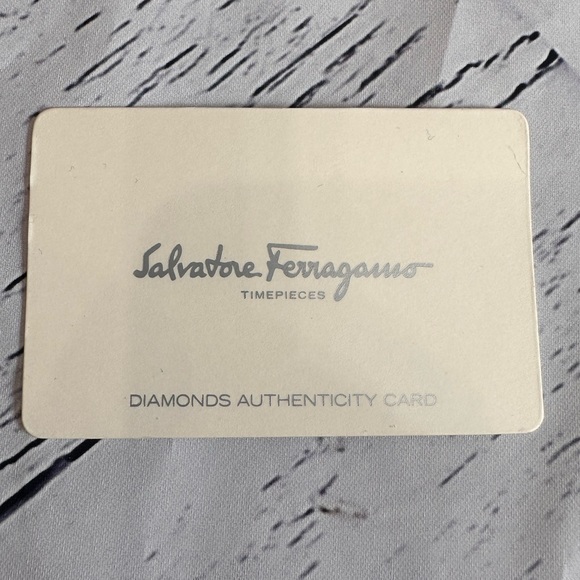 Salvatore Ferragamo
TIMEPIECES
DIAMONDS AUTHENTICITY CARD